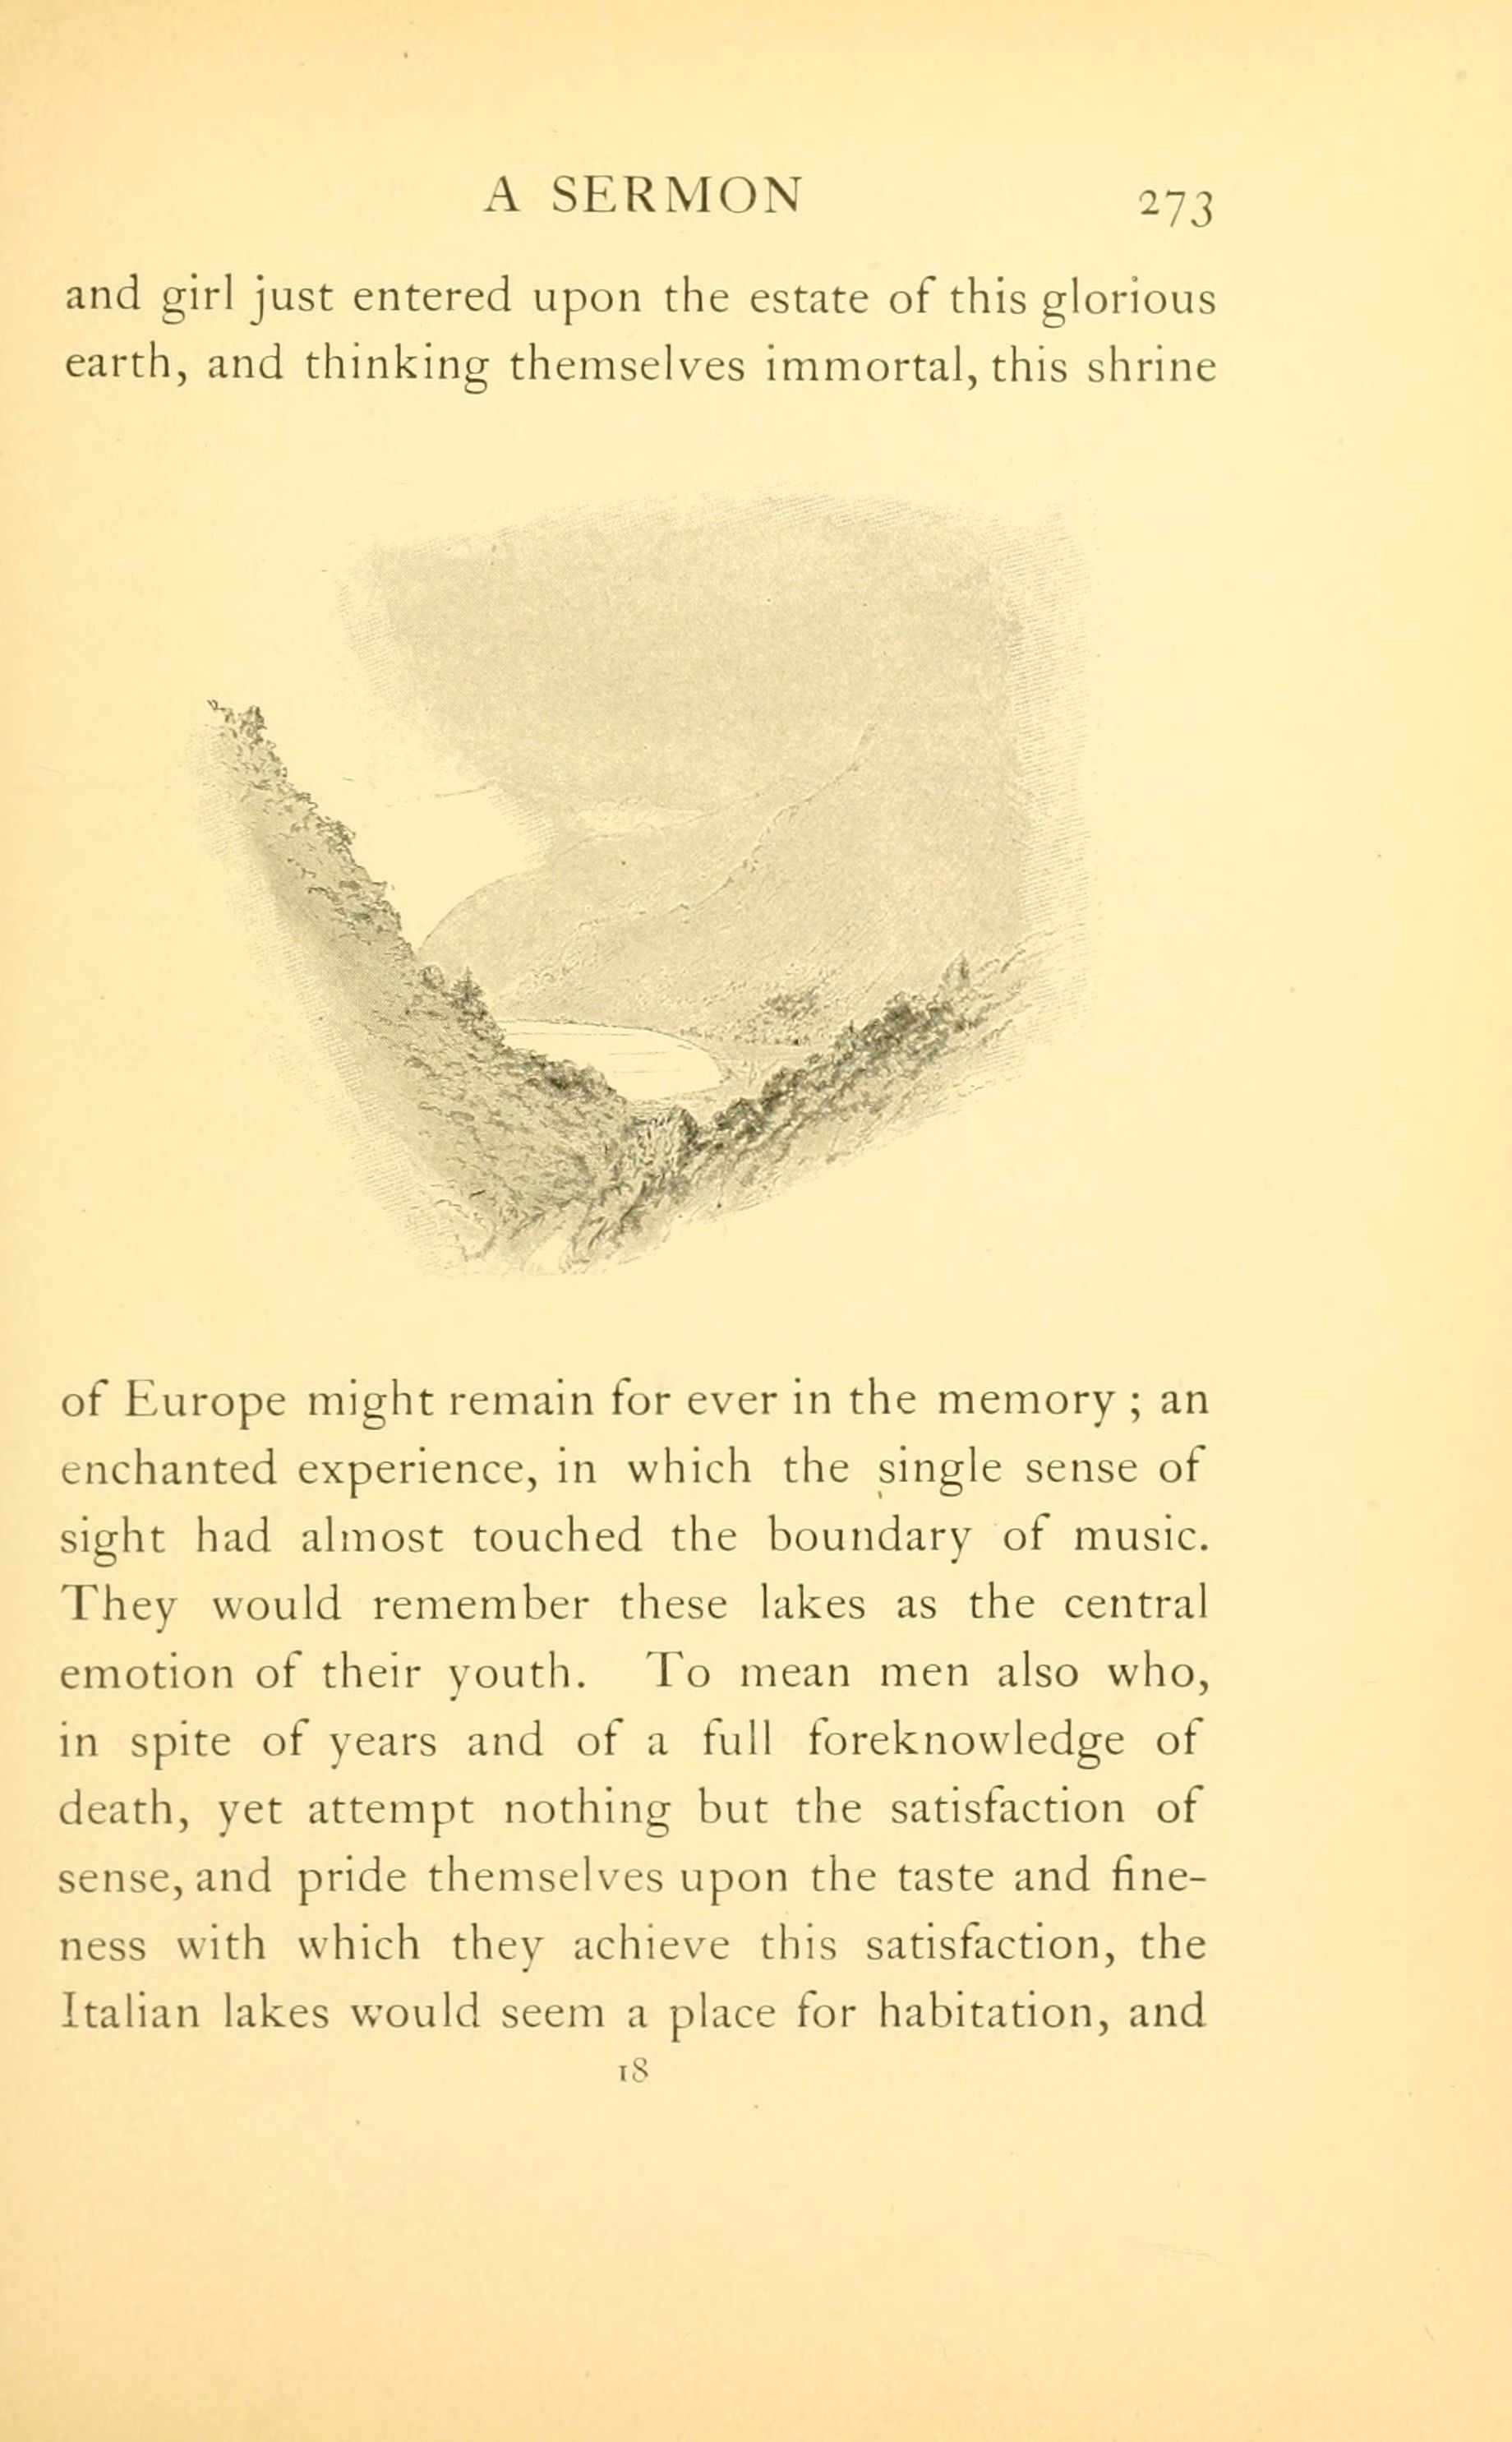 A SERMON 273
and girl just entered upon the estate of this glorious
earth, and thinking themselves immortal, this shrine
of Europe might remain for ever in the memory ; an
enchanted experience, in which the single sense of
sight had almost touched the boundary of music.
They would remember these lakes as the central
emotion of their youth. To mean men also who,
in spite of years and of a full foreknowledge of
death, yet attempt nothing but the satisfaction of
sense, and pride themselves upon the taste and fine-
ness with which they achieve this satisfaction, the
Italian lakes would seem a place for habitation, and
18